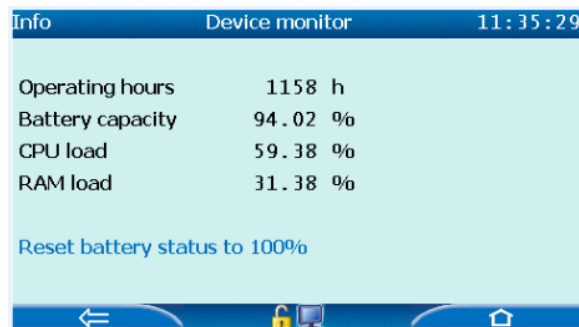 Info Device monitor 11:35:29
Operating hours 1158 h
Battery capacity 94.02 %
CPU load 59.38 %
RAM load 31.38 %
Reset battery status to 100%